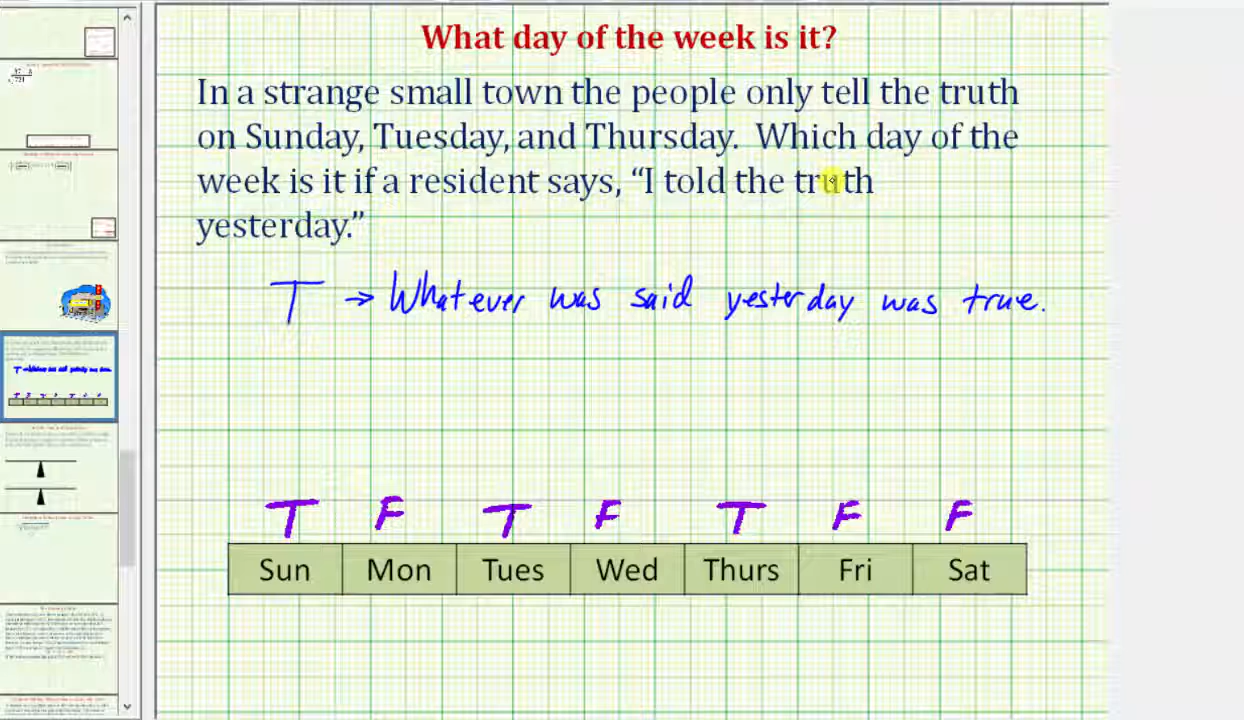 What day of the week is it?
In a strange small town the people only tell the truth
on Sunday, Tuesday, and Thursday. Which day of the
week is it if a resident says, “I told the truth
yesterday.”
T → Whatever was said yesterday was true.
T F T F T F F
Sun Mon Tues Wed Thurs Fri Sat